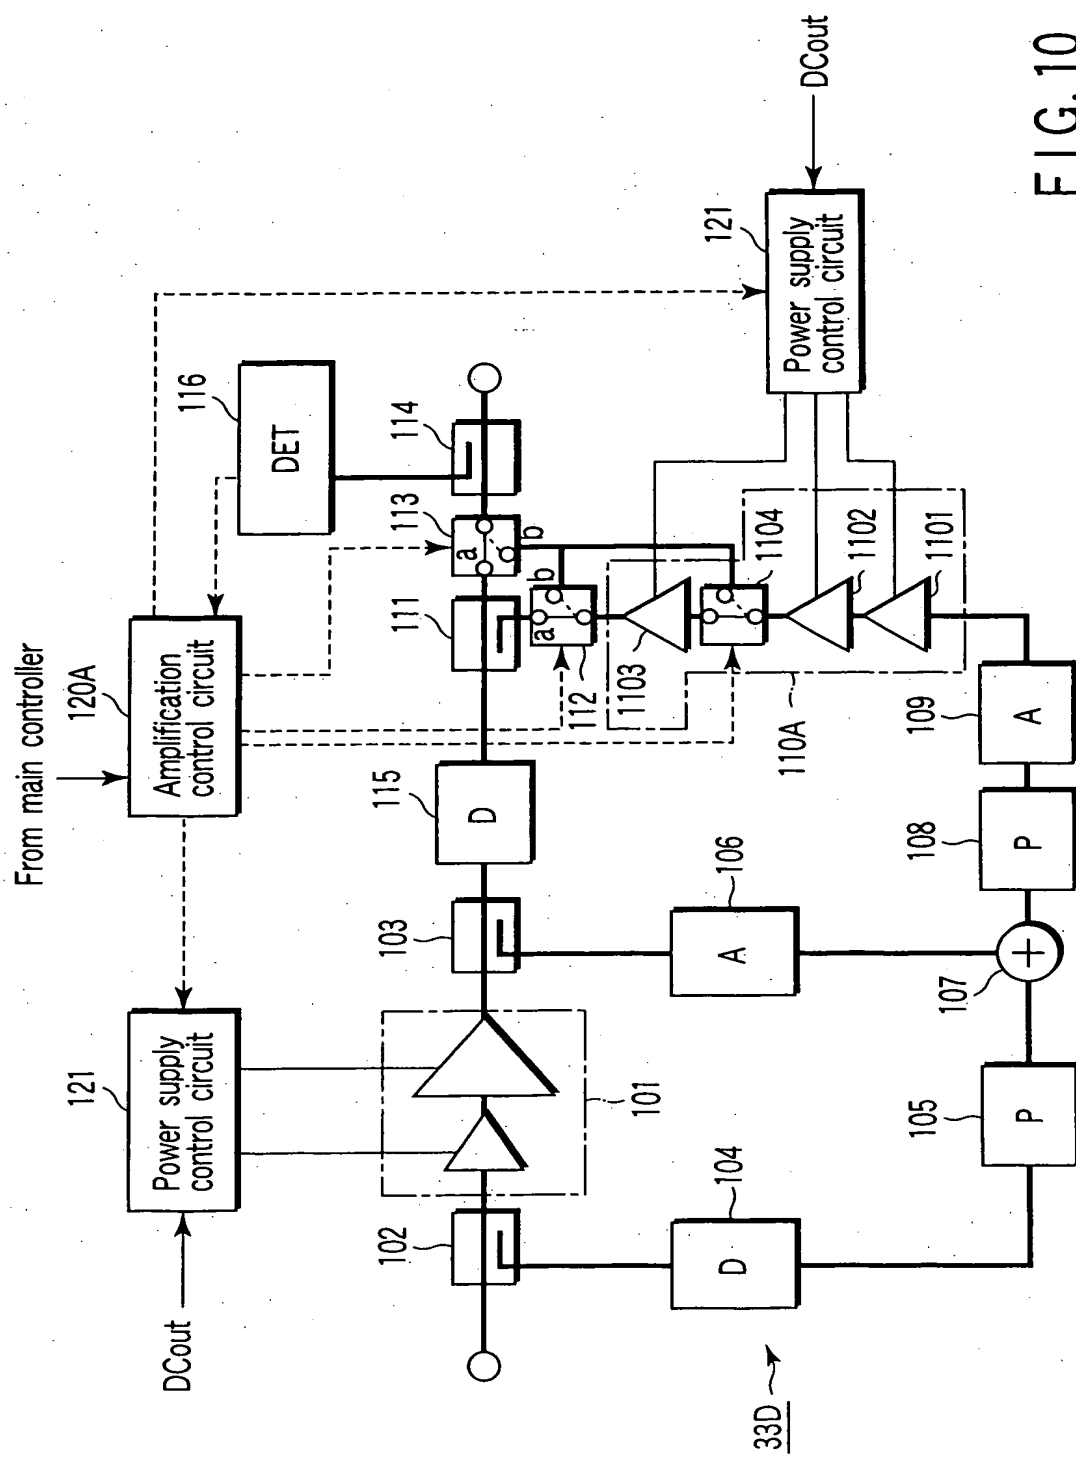 From main controller
120A
Amplification
control circuit
121
Power supply
control circuit
DCout
116
DET
121
Power supply
control circuit
DCout
102
101
103
115
D
111
113
a
b
114
a
b
112
1103
1104
1102
1101
110A
104
D
106
A
105
P
107
+
108
P
109
A
33D
FIG. 10